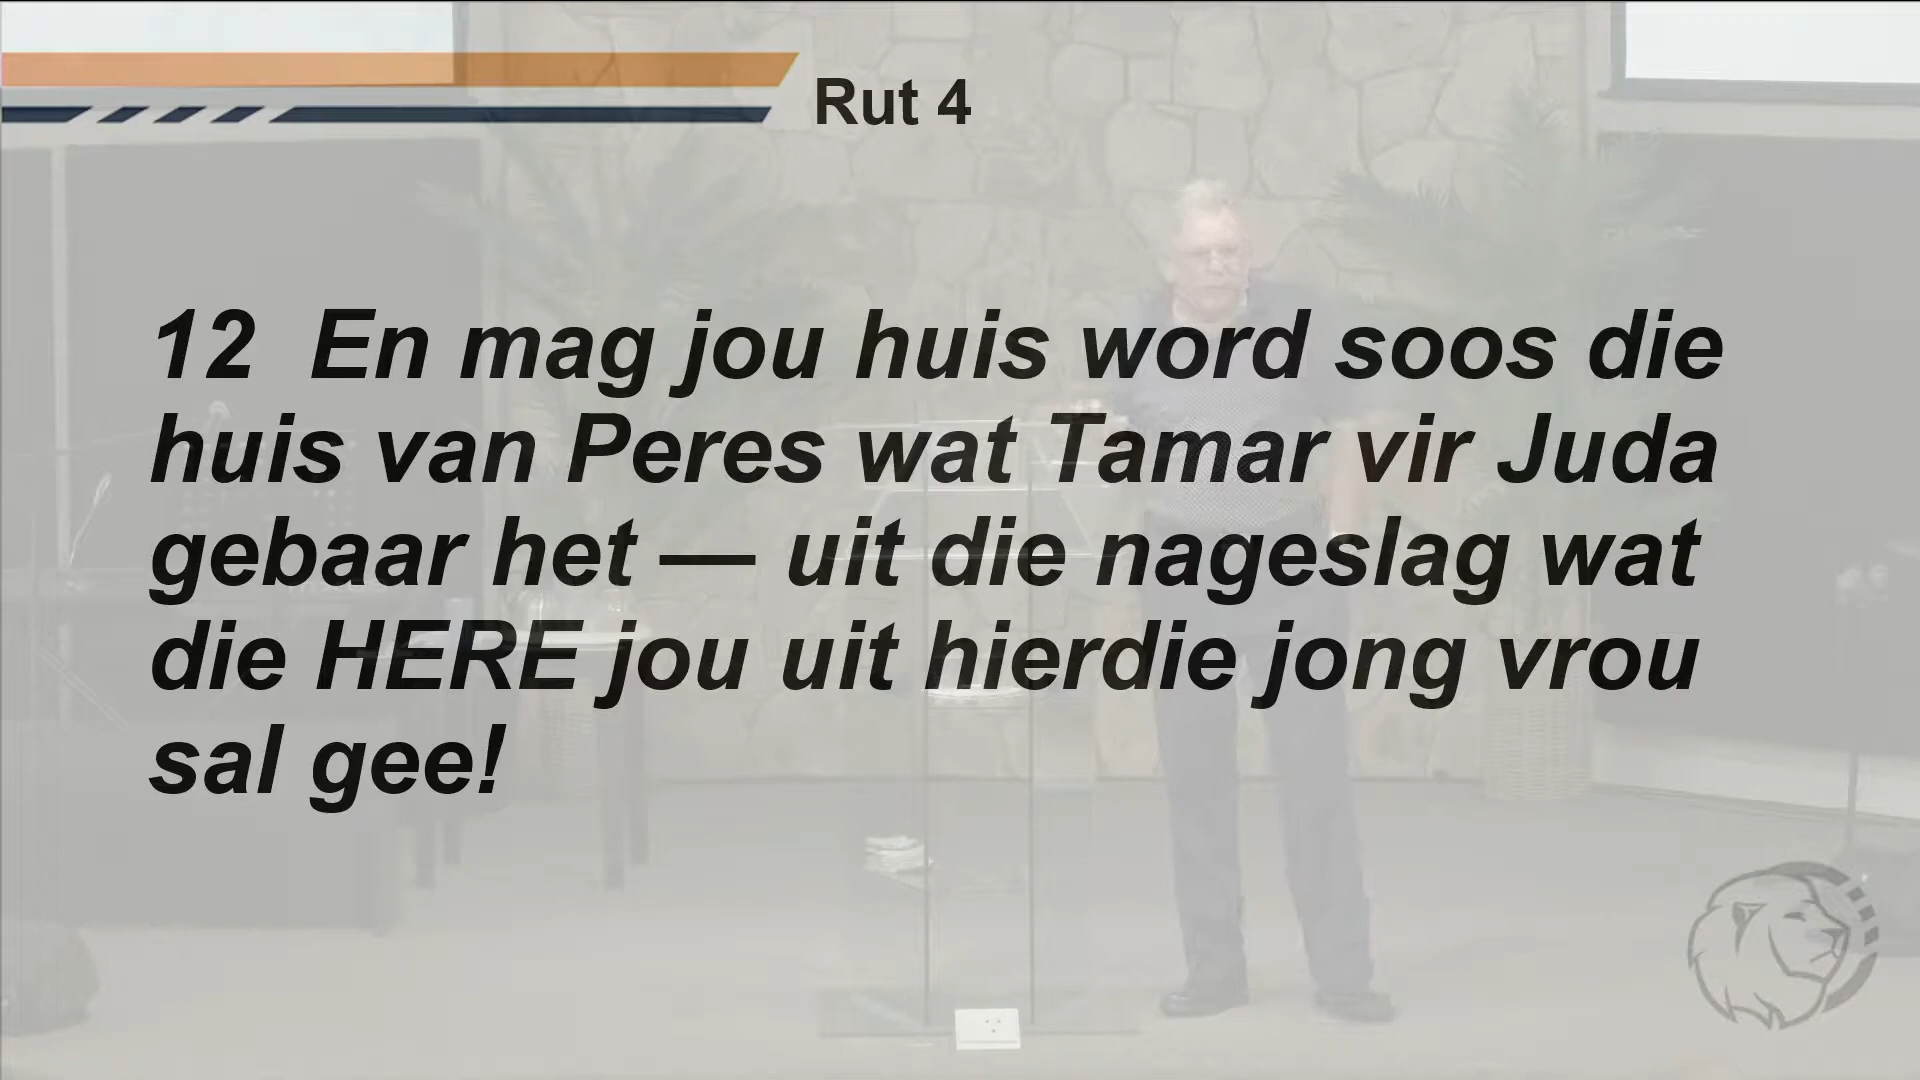 Rut 4
12 En mag jou huis word soos die
huis van Peres wat Tamar vir Juda
gebaar het — uit die nageslag wat
die HERE jou uit hierdie jong vrou
sal gee!